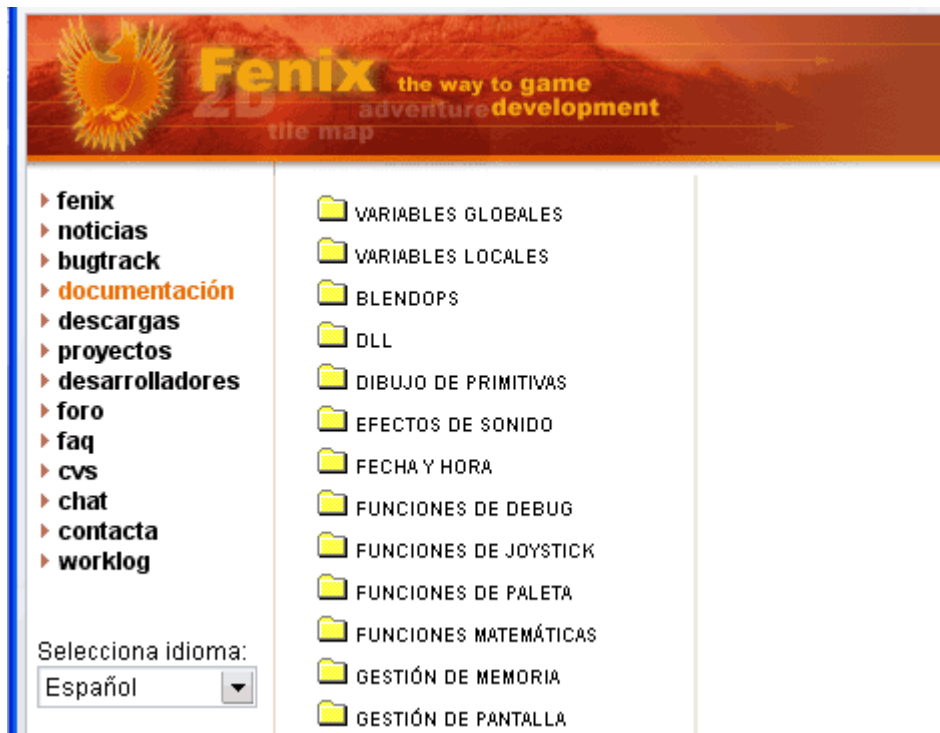 Fenix
the way to game
2D
adventure development
tile map
fenix
noticias
bugtrack
documentación
descargas
proyectos
desarrolladores
foro
faq
cvs
chat
contacta
worklog
Selecciona idioma:
Español
VARIABLES GLOBALES
VARIABLES LOCALES
BLENDOPS
DLL
DIBUJO DE PRIMITIVAS
EFECTOS DE SONIDO
FECHA Y HORA
FUNCIONES DE DEBUG
FUNCIONES DE JOYSTICK
FUNCIONES DE PALETA
FUNCIONES MATEMÁTICAS
GESTIÓN DE MEMORIA
GESTIÓN DE PANTALLA